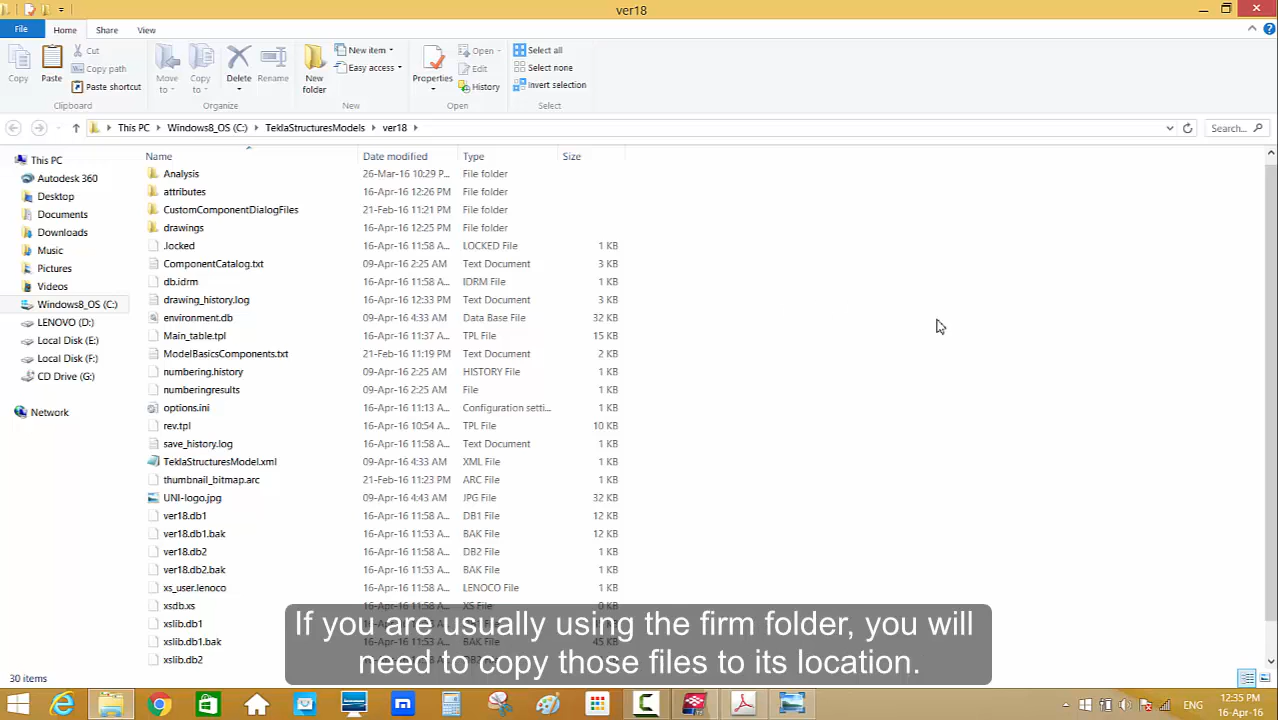 ver18
File Home Share View
Copy
Paste
Cut
Copy path
Paste shortcut
Clipboard
Move to
Copy to
Delete
Rename
Organize
New folder
New item
Easy access
New
Properties
Open
Edit
History
Open
Select all
Select none
Invert selection
Select
This PC Windows8_OS (C:) TeklaStructuresModels ver18
Search...
This PC
Autodesk 360
Desktop
Documents
Downloads
Music
Pictures
Videos
Windows8_OS (C:)
LENOVO (D:)
Local Disk (E:)
Local Disk (F:)
CD Drive (G:)
Network
Name Date modified Type Size
Analysis 26-Mar-16 10:29 P... File folder
attributes 16-Apr-16 12:26 PM File folder
CustomComponentDialogFiles 21-Feb-16 11:21 PM File folder
drawings 16-Apr-16 12:25 PM File folder
.locked 16-Apr-16 11:58 A... LOCKED File 1 KB
ComponentCatalog.txt 09-Apr-16 2:25 AM Text Document 3 KB
db.idrm 16-Apr-16 11:58 A... IDRM File 1 KB
drawing_history.log 16-Apr-16 12:33 PM Text Document 3 KB
environment.db 09-Apr-16 4:33 AM Data Base File 32 KB
Main_table.tpl 16-Apr-16 11:37 A... TPL File 15 KB
ModelBasicsComponents.txt 21-Feb-16 11:19 PM Text Document 2 KB
numbering.history 09-Apr-16 2:25 AM HISTORY File 1 KB
numberingresults 09-Apr-16 2:25 AM File 1 KB
options.ini 16-Apr-16 11:13 A... Configuration setti... 1 KB
rev.tpl 16-Apr-16 10:54 A... TPL File 10 KB
save_history.log 16-Apr-16 11:58 A... Text Document 1 KB
TeklaStructuresModel.xml 09-Apr-16 4:33 AM XML File 1 KB
thumbnail_bitmap.arc 21-Feb-16 11:23 PM ARC File 1 KB
UNI-logo.jpg 09-Apr-16 4:43 AM JPG File 32 KB
ver18.db1 16-Apr-16 11:58 A... DB1 File 12 KB
ver18.db1.bak 16-Apr-16 11:53 A... BAK File 12 KB
ver18.db2 16-Apr-16 11:58 A... DB2 File 1 KB
ver18.db2.bak 16-Apr-16 11:53 A... BAK File 1 KB
xs_user.lenoco 16-Apr-16 11:58 A... LENOCO File 1 KB
xsdb.xs 16-Apr-16 11:58 A... XS File 0 KB
xslib.db1
xslib.db1.bak 45 KB
xslib.db2
If you are usually using the firm folder, you will
need to copy those files to its location.
30 items
ENG
12:35 PM
16-Apr-16